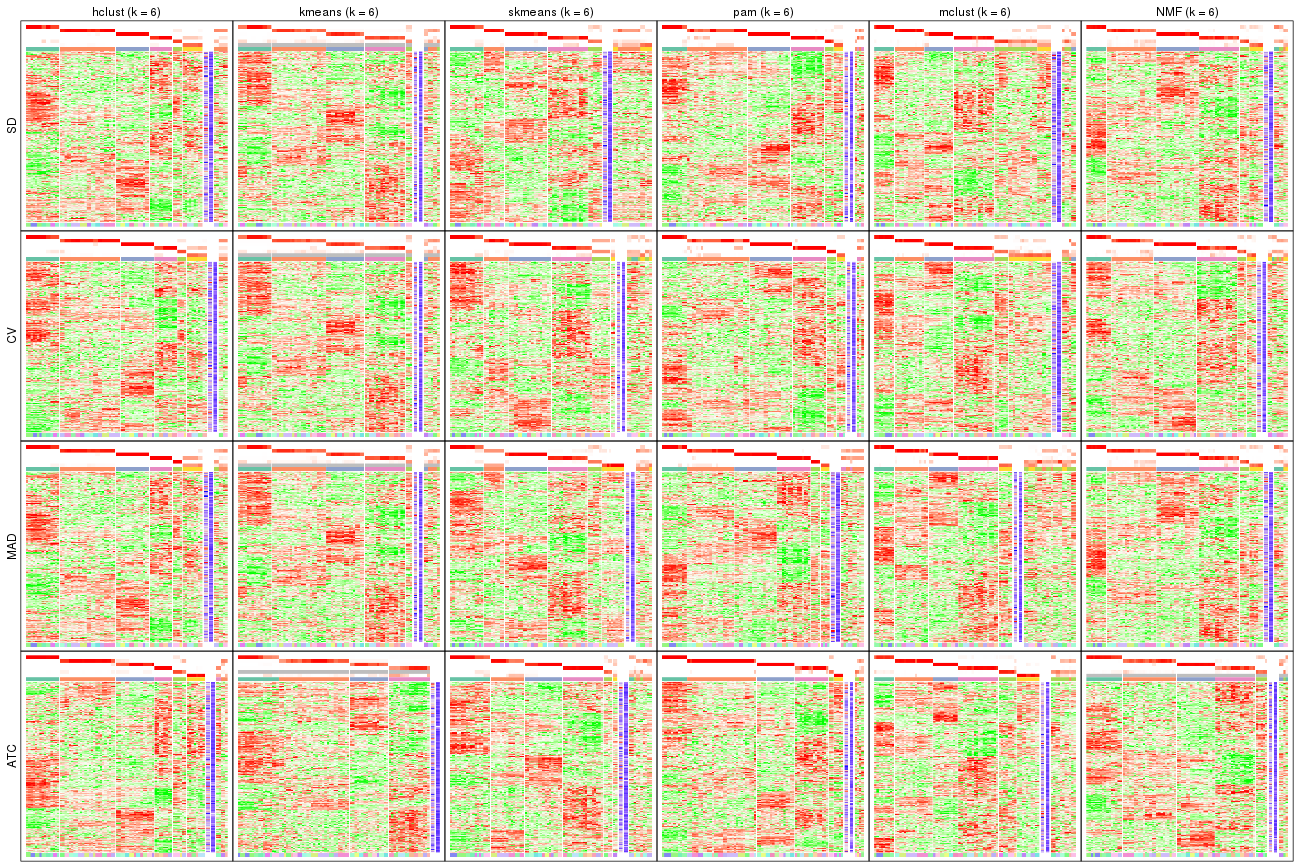 hclust (k = 6) kmeans (k = 6) skmeans (k = 6) pam (k = 6) mclust (k = 6) NMF (k = 6)
SD
CV
MAD
ATC